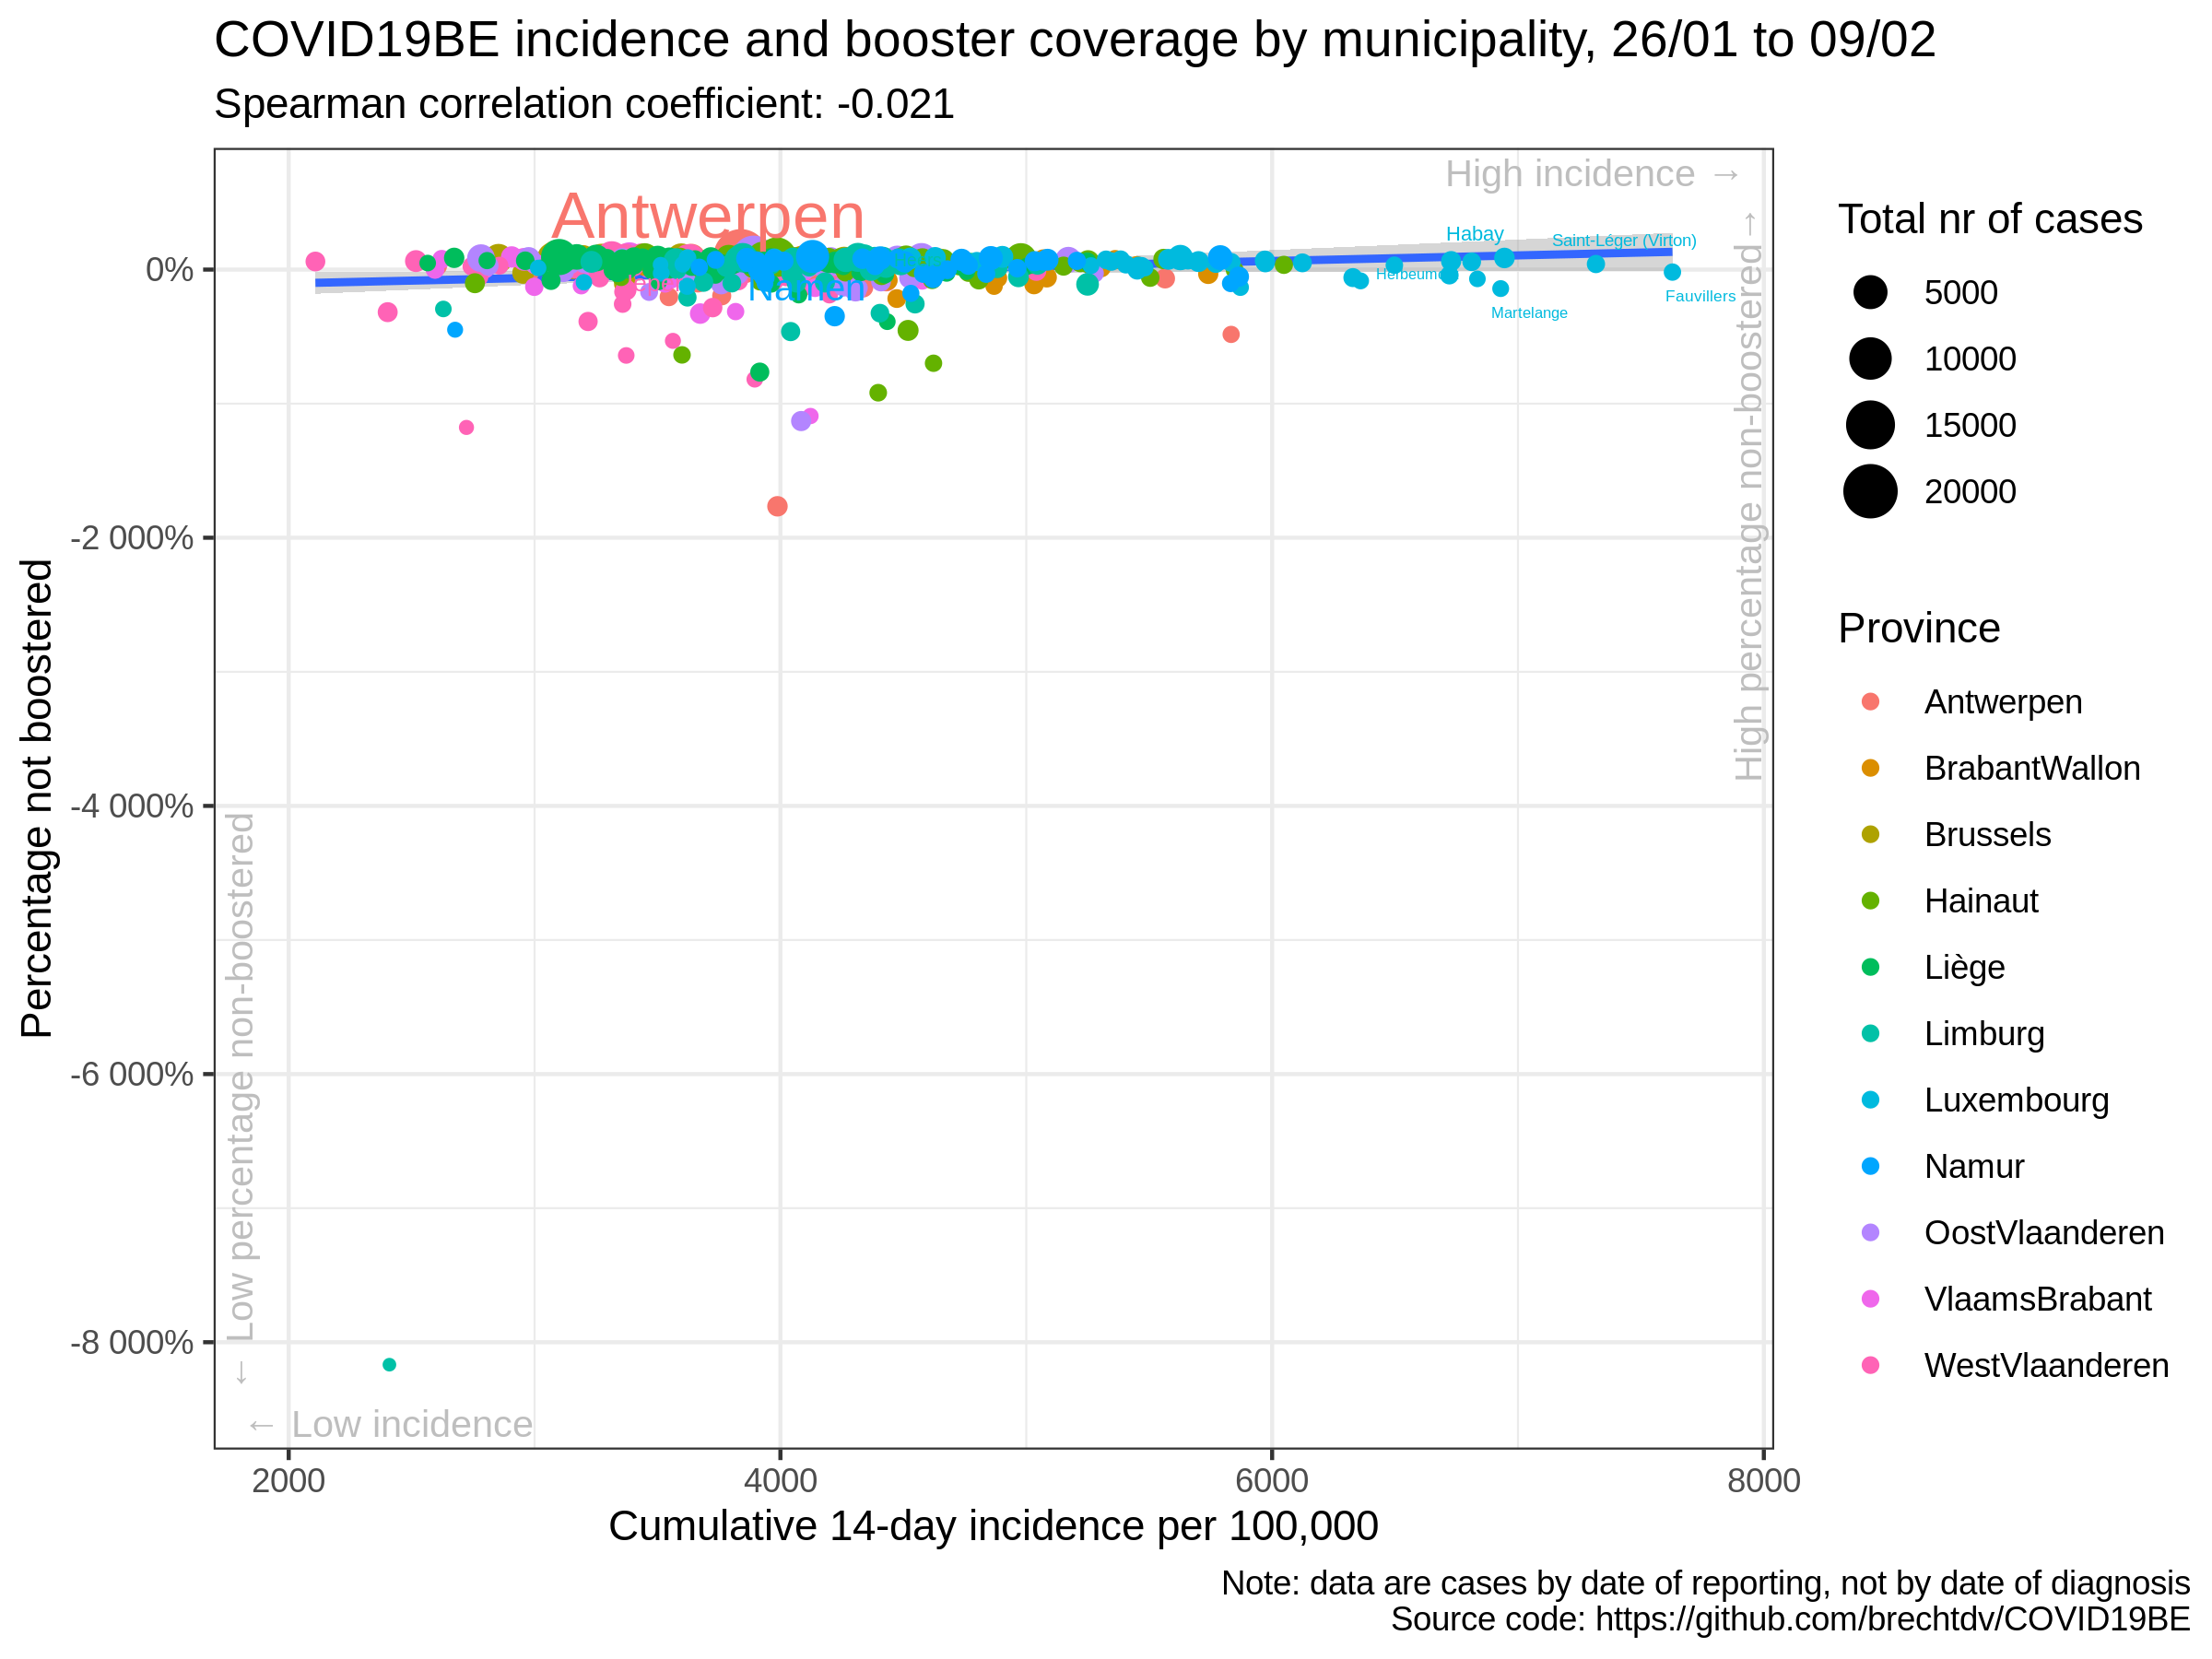 COVID19BE incidence and booster coverage by municipality, 26/01 to 09/02
Spearman correlation coefficient: -0.021
Percentage not boostered
0%
-2 000%
-4 000%
-6 000%
-8 000%
High incidence →
High percentage non-boostered →
← Low percentage non-boostered
← Low incidence
Antwerpen
Namen
Habay
Saint-Léger (Virton)
Herbeumont
Fauvillers
Martelange
2000
4000
6000
8000
Cumulative 14-day incidence per 100,000
Total nr of cases
5000
10000
15000
20000
Province
Antwerpen
BrabantWallon
Brussels
Hainaut
Liège
Limburg
Luxembourg
Namur
OostVlaanderen
VlaamsBrabant
WestVlaanderen
Note: data are cases by date of reporting, not by date of diagnosis
Source code: https://github.com/brechtdv/COVID19BE